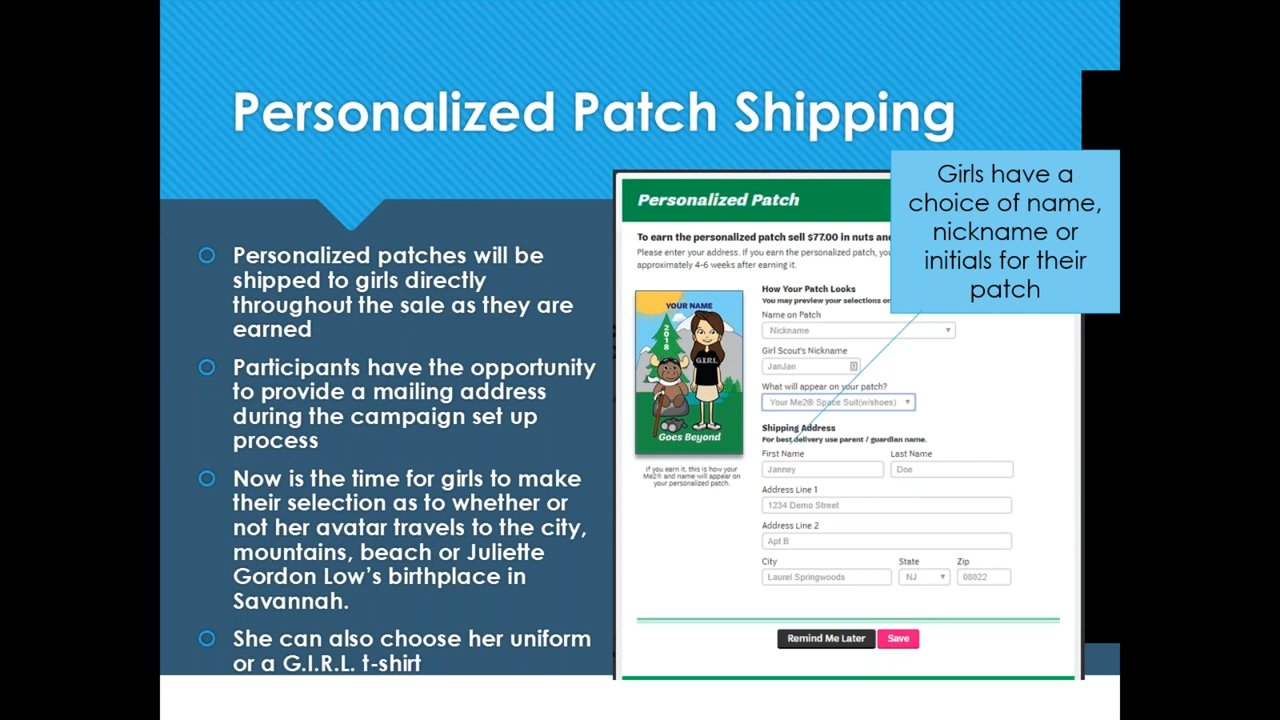 Personalized Patch Shipping
Girls have a
choice of name,
nickname or
initials for their
patch
Personalized patches will be
shipped to girls directly
throughout the sale as they are
earned
Participants have the opportunity
to provide a mailing address
during the campaign set up
process
Now is the time for girls to make
their selection as to whether or
not her avatar travels to the city,
mountains, beach or Juliette
Gordon Low's birthplace in
Savannah.
She can also choose her uniform
or a G.I.R.L. t-shirt
Personalized Patch
To earn the personalized patch sell $77.00 in nuts and
Please enter your address. If you earn the personalized patch, you
approximately 4-6 weeks after earning it.
YOUR NAME
2018
G.I.R.L.
Goes Beyond
If you earn it, this is how your
Me2® and name will appear on
your personalized patch.
How Your Patch Looks
You may preview your selections on
Name on Patch
Nickname
Girl Scout's Nickname
JanJan
What will appear on your patch?
Your Me2® Space Suit(w/shoes)
Shipping Address
For best delivery use parent / guardian name.
First Name Last Name
Janney Doe
Address Line 1
1234 Demo Street
Address Line 2
Apt B
City State Zip
Laurel Springwoods NJ 08022
Remind Me Later Save